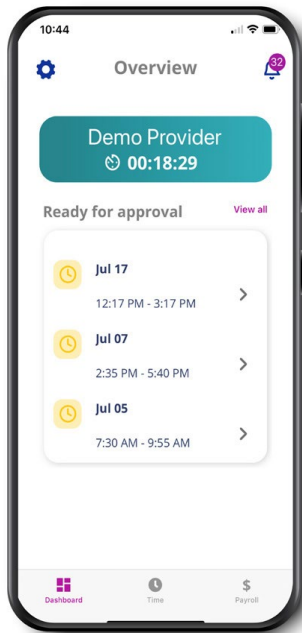 10:44
Overview
32
Demo Provider
00:18:29
Ready for approval
View all
Jul 17
12:17 PM - 3:17 PM
Jul 07
2:35 PM - 5:40 PM
Jul 05
7:30 AM - 9:55 AM
Dashboard
Time
$
Payroll